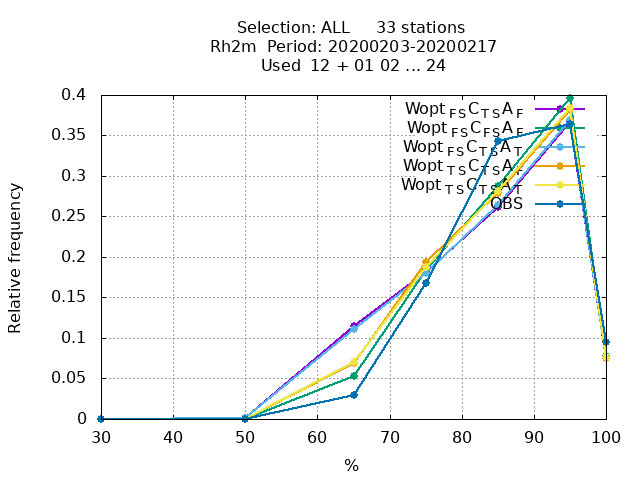 Selection: ALL 33 stations
Rh2m Period: 20200203-20200217
Used 12 + 01 02 ... 24
0.4
0.35
0.3
0.25
0.2
0.15
0.1
0.05
0
Relative frequency
Wopt FS C TS A F
Wopt FS C FS A F
Wopt FS C TS A T
Wopt TS C TS A F
Wopt TS C TS A T
OBS
30 40 50 60 70 80 90 100
%